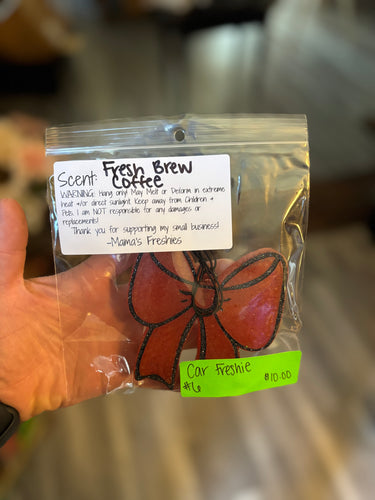 Scent: Fresh Brew
Coffee
WARNING: Hang only! May Melt or Deform in extreme
heat +/or direct sunlight. Keep away from Children +
Pets. I am NOT responsible for any damages or
replacements!
Thank you for supporting my small business!
-Mama's Freshies
Car Freshie
#6 $10.00